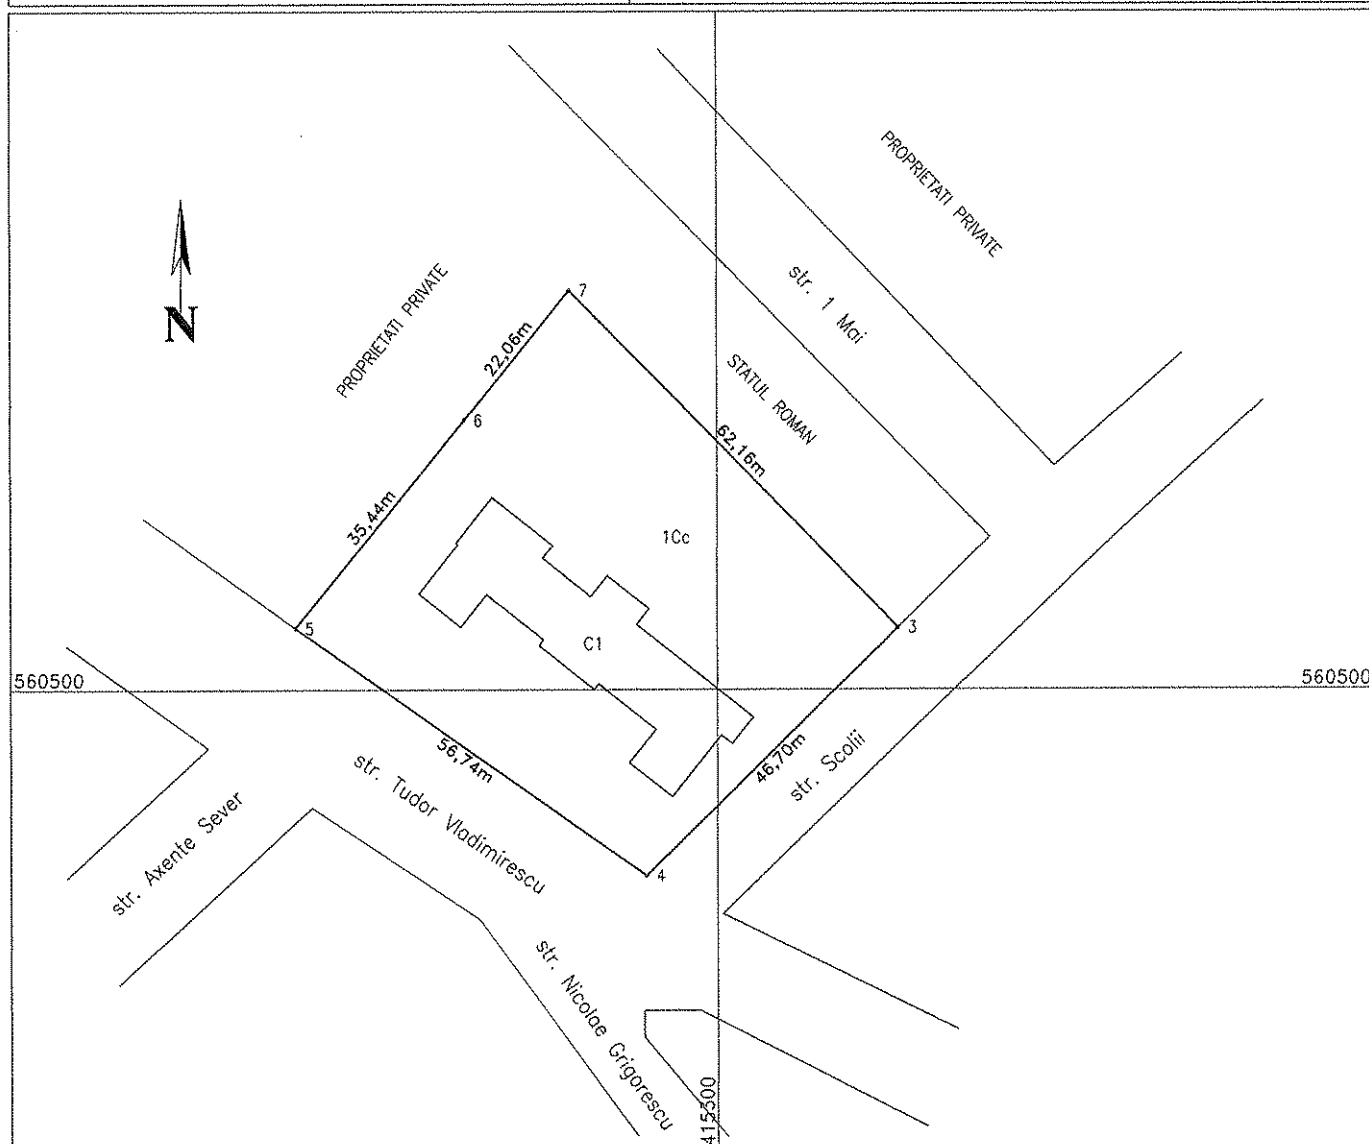 PROPRIETATI PRIVATE
str. 1 Mai
N
PROPRIETATI PRIVATE
7
22,06m
STATUL ROMAN
6
62,16m
35,44m
1Cc
5
3
C1
560500
560500
56,74m
46,70m
str. Scolii
str. Tudor Vladimirescu
str. Axente Sever
4
str. Nicolae Grigorescu
415500